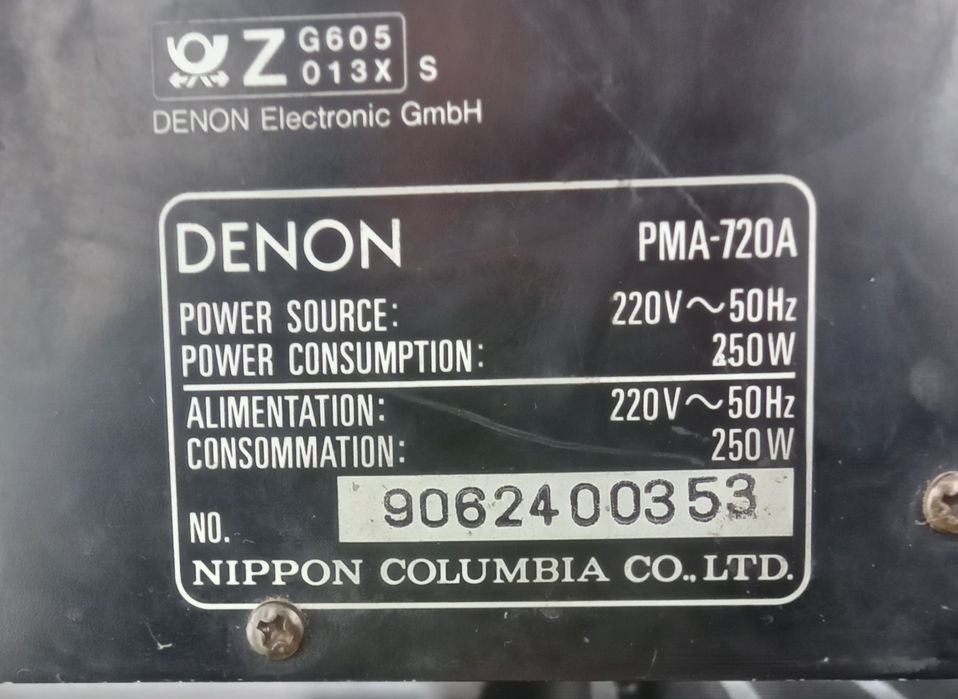 Z G605
013X S
DENON Electronic GmbH
DENON PMA-720A
POWER SOURCE: 220V～50Hz
POWER CONSUMPTION: 250W
ALIMENTATION: 220V～50Hz
CONSOMMATION: 250W
NO. 9062400353
NIPPON COLUMBIA CO., LTD.